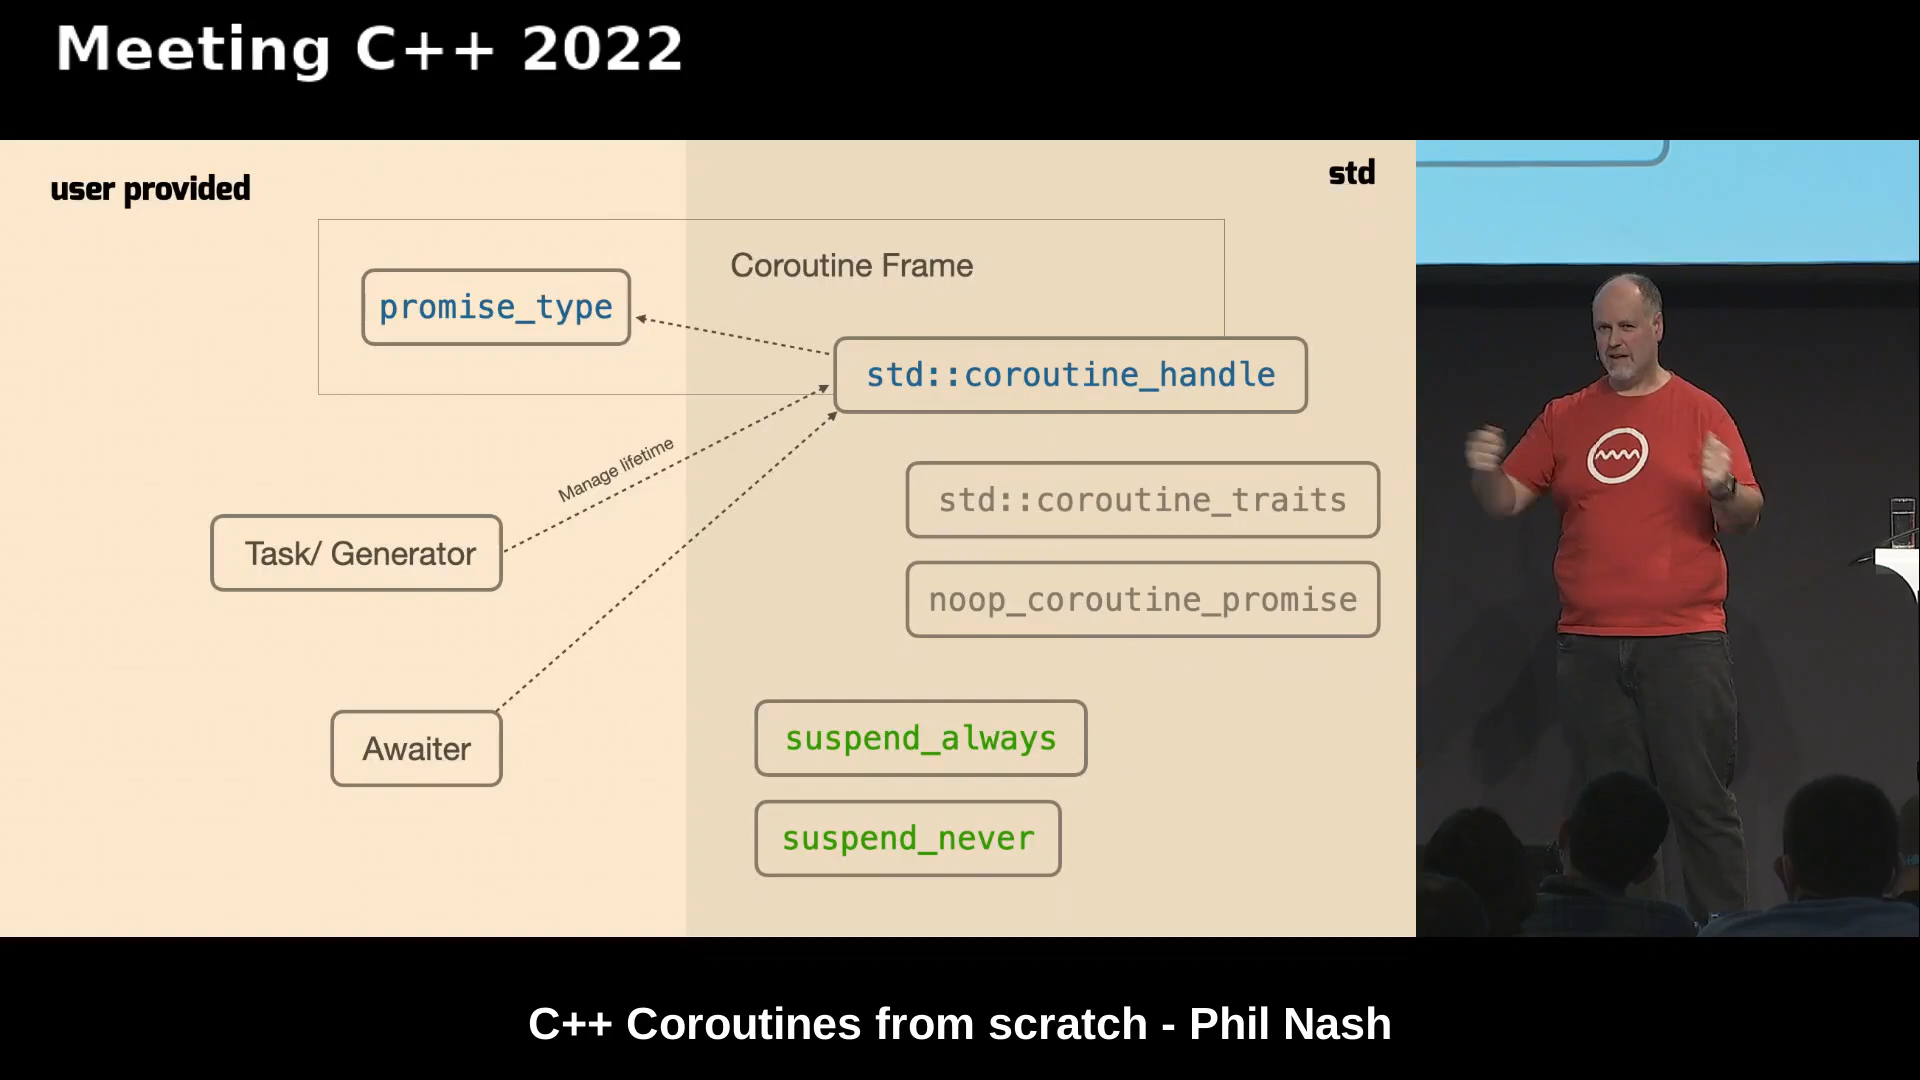 Meeting C++ 2022
user provided
std
Coroutine Frame
promise_type
std::coroutine_handle
Manage lifetime
std::coroutine_traits
Task/ Generator
noop_coroutine_promise
Awaiter
suspend_always
suspend_never
C++ Coroutines from scratch - Phil Nash